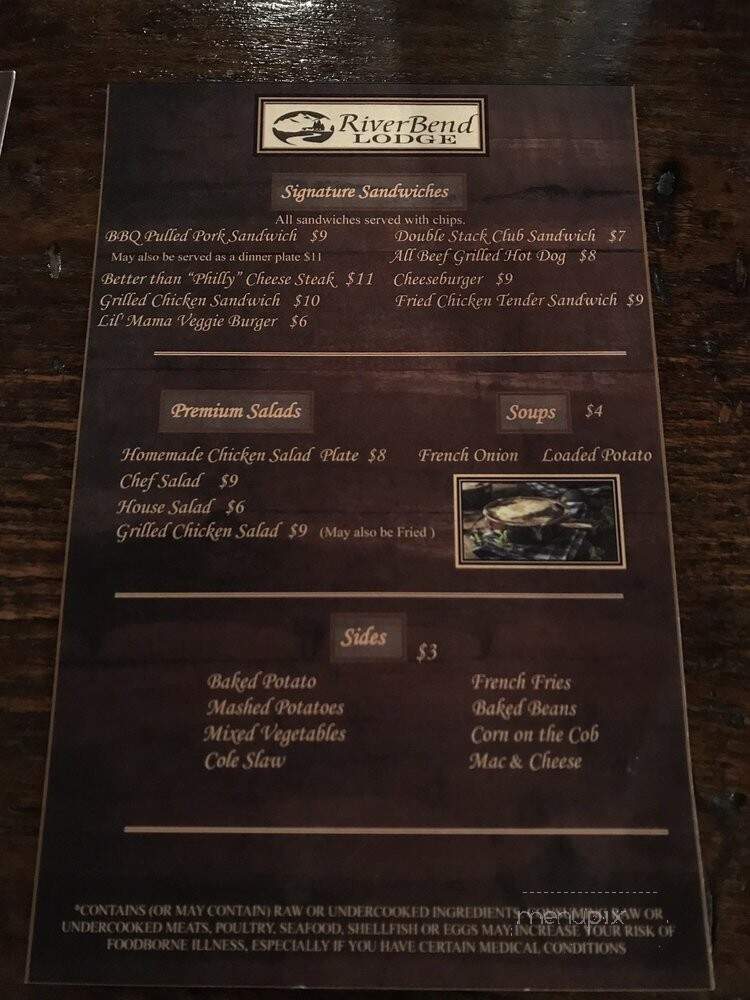 RiverBend
LODGE
Signature Sandwiches
All sandwiches served with chips.
BBQ Pulled Pork Sandwich $9
May also be served as a dinner plate $11
Better than "Philly" Cheese Steak $11
Grilled Chicken Sandwich $10
Lil' Mama Veggie Burger $6
Double Stack Club Sandwich $7
All Beef Grilled Hot Dog $8
Cheeseburger $9
Fried Chicken Tender Sandwich $9
Premium Salads
Homemade Chicken Salad Plate $8
Chef Salad $9
House Salad $6
Grilled Chicken Salad $9 (May also be Fried )
Soups $4
French Onion Loaded Potato
Sides $3
Baked Potato
Mashed Potatoes
Mixed Vegetables
Cole Slaw
French Fries
Baked Beans
Corn on the Cob
Mac & Cheese
*CONTAINS (OR MAY CONTAIN) RAW OR UNDERCOOKED INGREDIENTS. CONSUMING RAW OR
UNDERCOOKED MEATS, POULTRY, SEAFOOD, SHELLFISH OR EGGS MAY INCREASE YOUR RISK OF
FOODBORNE ILLNESS, ESPECIALLY IF YOU HAVE CERTAIN MEDICAL CONDITIONS
menupix